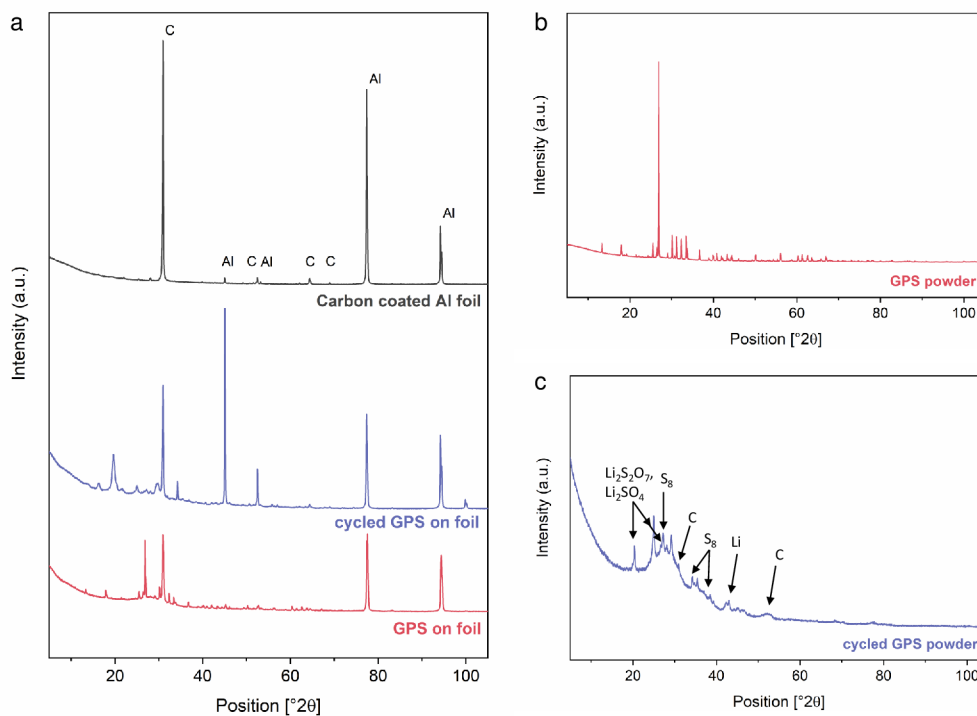 a
C
Al
Al
Al
C
Al
C
C
Carbon coated Al foil
cycled GPS on foil
GPS on foil
Intensity (a.u.)
20
40
60
80
100
Position [°2θ]
b
Intensity (a.u.)
GPS powder
20
40
60
80
100
Position [°2θ]
c
Intensity (a.u.)
Li₂S₂O₇,
Li₂SO₄
S₈
C
S₈
Li
C
cycled GPS powder
20
40
60
80
100
Position [°2θ]